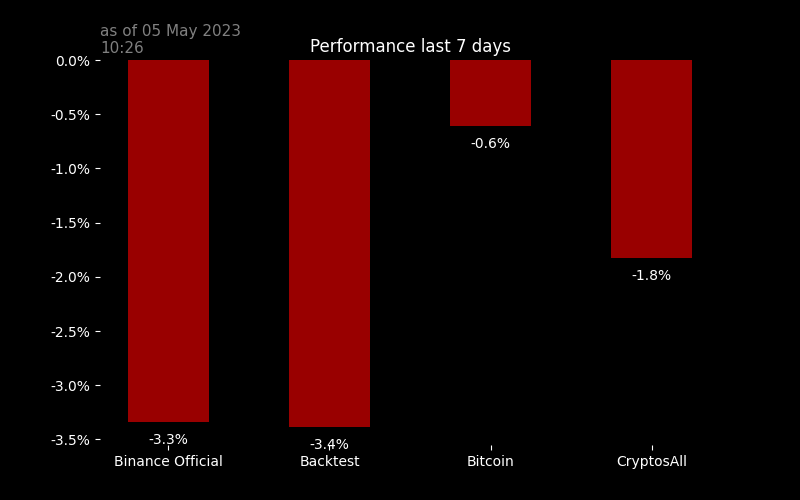 as of 05 May 2023
10:26
Performance last 7 days
0.0%
-0.5%
-1.0%
-1.5%
-2.0%
-2.5%
-3.0%
-3.5%
-3.3%
-3.4%
-0.6%
-1.8%
Binance Official
Backtest
Bitcoin
CryptosAll